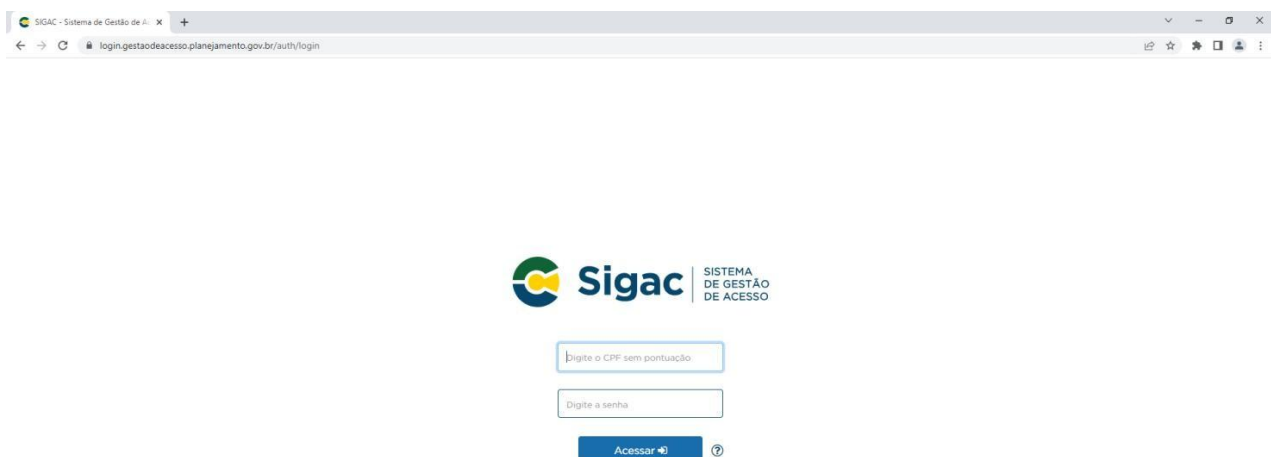 SIGAC - Sistema de Gestão de A
login.gestaodeacesso.planejamento.gov.br/auth/login
Sigac
SISTEMA
DE GESTÃO
DE ACESSO
Digite o CPF sem pontuação
Digite a senha
Acessar